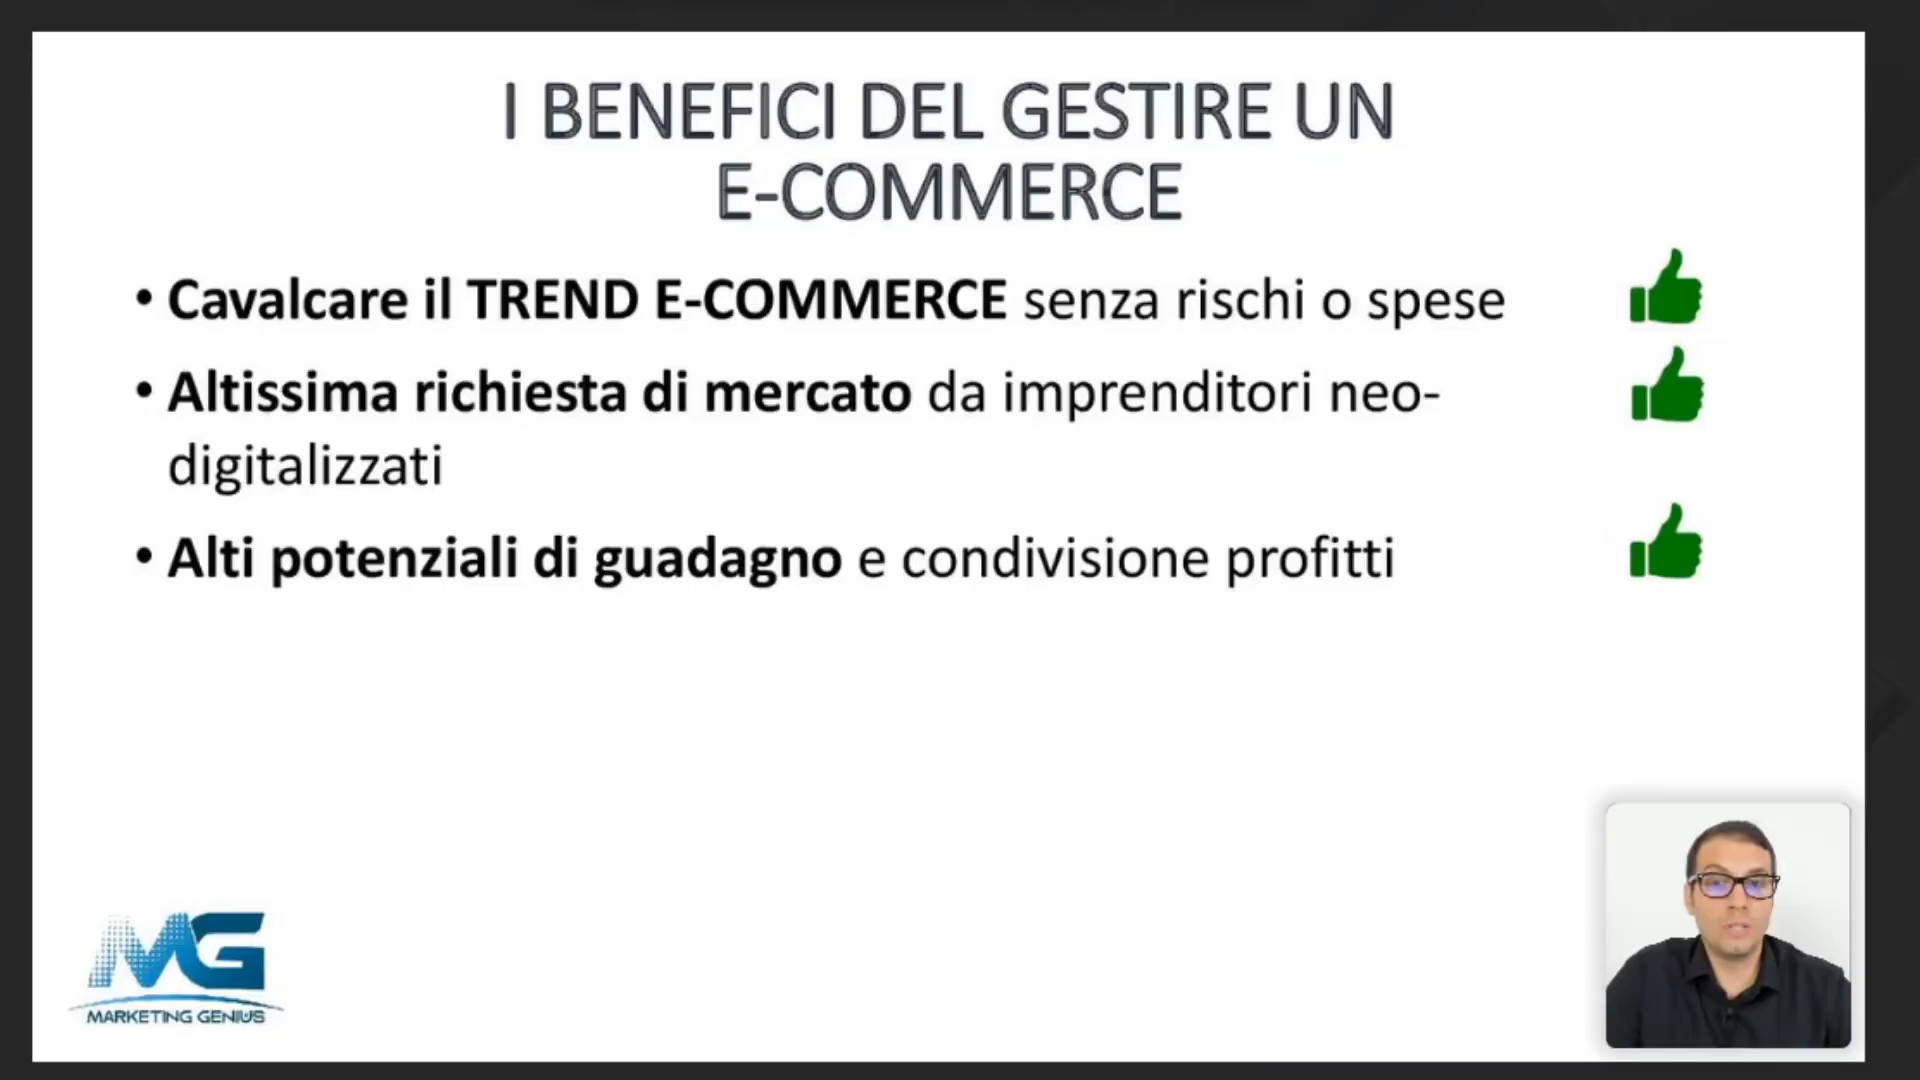 I BENEFICI DEL GESTIRE UN
E-COMMERCE
• Cavalcare il TREND E-COMMERCE senza rischi o spese
• Altissima richiesta di mercato da imprenditori neo-
digitalizzati
• Alti potenziali di guadagno e condivisione profitti
MG
MARKETING GENIUS